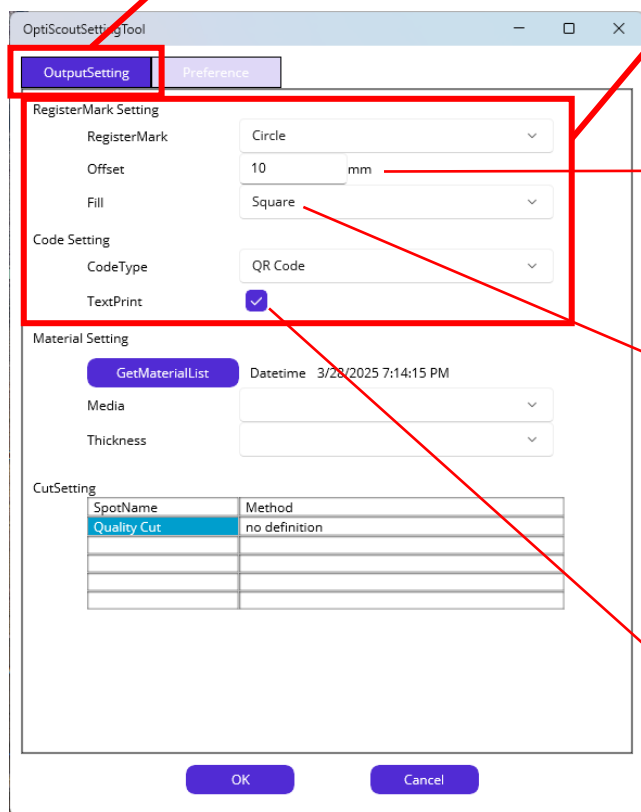 OptiScoutSettingTool
OutputSetting Preference
RegisterMark Setting
RegisterMark Circle
Offset 10 mm
Fill Square
Code Setting
CodeType QR Code
TextPrint
Material Setting
GetMaterialList Datetime 3/28/2025 7:14:15 PM
Media
Thickness
CutSetting
SpotName Method
Quality Cut no definition
OK Cancel